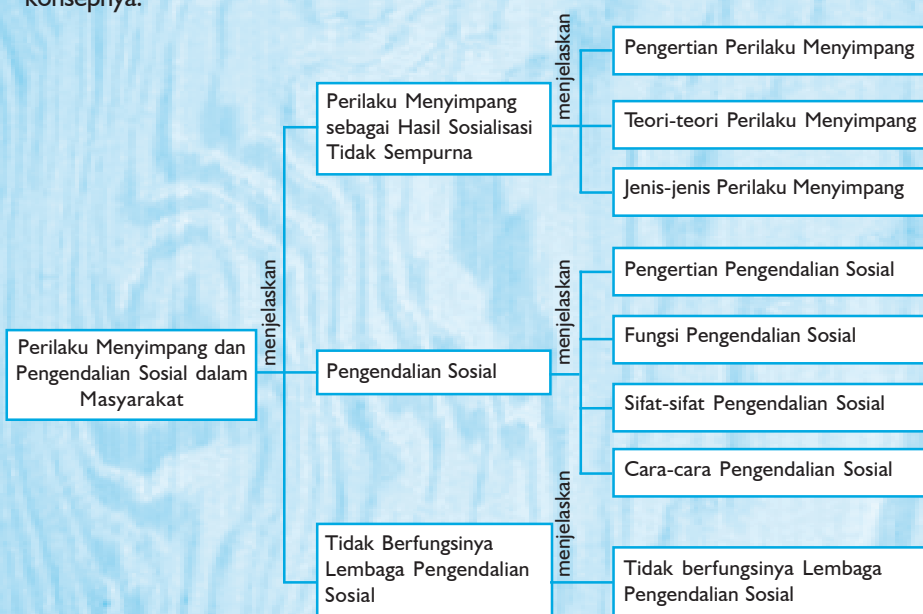 konsepnya.
Perilaku Menyimpang dan
Pengendalian Sosial dalam
Masyarakat
menjelaskan
Perilaku Menyimpang
sebagai Hasil Sosialisasi
Tidak Sempurna
menjelaskan
Pengertian Perilaku Menyimpang
Teori-teori Perilaku Menyimpang
Jenis-jenis Perilaku Menyimpang
Pengendalian Sosial
menjelaskan
Pengertian Pengendalian Sosial
Fungsi Pengendalian Sosial
Sifat-sifat Pengendalian Sosial
Cara-cara Pengendalian Sosial
Tidak Berfungsinya
Lembaga Pengendalian
Sosial
menjelaskan
Tidak berfungsinya Lembaga
Pengendalian Sosial